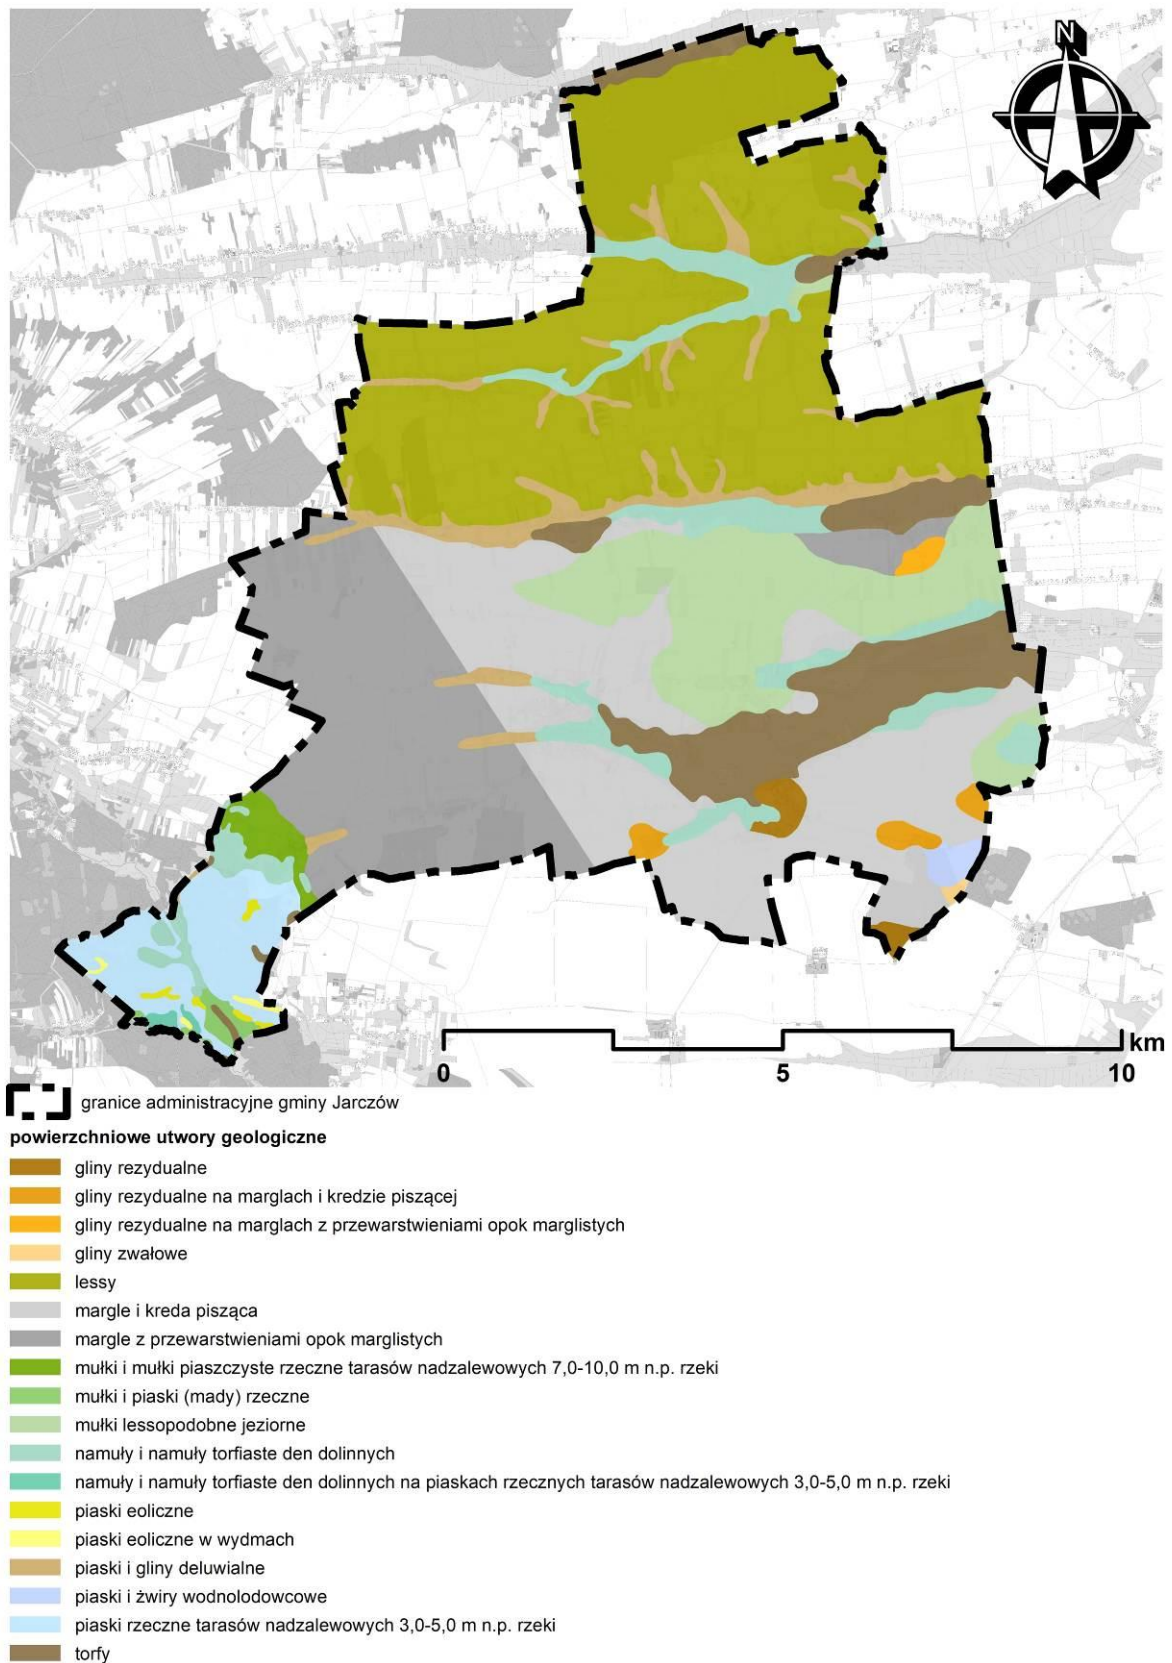 N
km
0 5 10
granice administracyjne gminy Jarczów
powierzchniowe utwory geologiczne
gliny rezydualne
gliny rezydualne na marglach i kredzie piszącej
gliny rezydualne na marglach z przewarstwieniami opok marglistych
gliny zwałowe
lessy
margle i kreda pisząca
margle z przewarstwieniami opok marglistych
mułki i mułki piaszczyste rzeczne tarasów nadzalewowych 7,0-10,0 m n.p. rzeki
mułki i piaski (mady) rzeczne
mułki lessopodobne jeziorne
namuły i namuły torfiaste den dolinnych
namuły i namuły torfiaste den dolinnych na piaskach rzecznych tarasów nadzalewowych 3,0-5,0 m n.p. rzeki
piaski eoliczne
piaski eoliczne w wydmach
piaski i gliny deluwialne
piaski i żwiry wodnolodowcowe
piaski rzeczne tarasów nadzalewowych 3,0-5,0 m n.p. rzeki
torfy